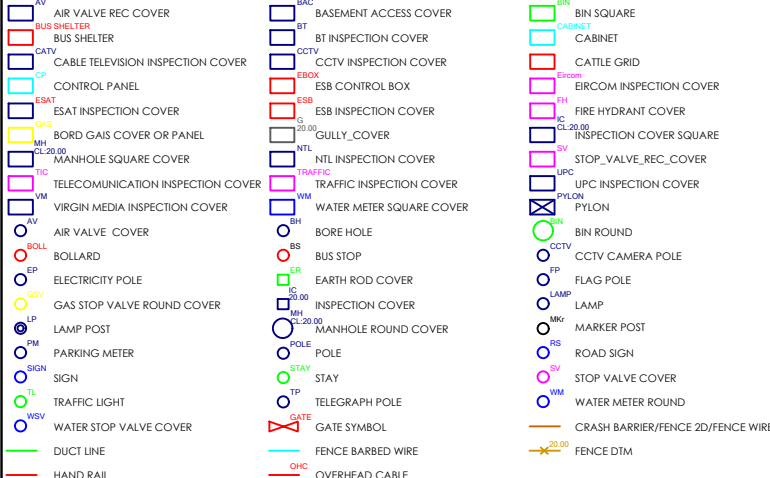 AV AIR VALVE REC COVER
BAC BASEMENT ACCESS COVER
BIN BIN SQUARE
BUS SHELTER BUS SHELTER
BT BT INSPECTION COVER
CABINET CABINET
CATV CABLE TELEVISION INSPECTION COVER
CCTV CCTV INSPECTION COVER
CATTLE GRID
CP CONTROL PANEL
EBOX ESB CONTROL BOX
Eircom EIRCOM INSPECTION COVER
ESAT ESAT INSPECTION COVER
ESB ESB INSPECTION COVER
FH FIRE HYDRANT COVER
GAS BORD GAIS COVER OR PANEL
G 20.00 GULLY_COVER
IC CL:20.00 INSPECTION COVER SQUARE
MH CL:20.00 MANHOLE SQUARE COVER
NTL NTL INSPECTION COVER
SV STOP_VALVE_REC_COVER
TIC TELECOMUNICATION INSPECTION COVER
TRAFFIC TRAFFIC INSPECTION COVER
UPC UPC INSPECTION COVER
VM VIRGIN MEDIA INSPECTION COVER
WM WATER METER SQUARE COVER
PYLON PYLON
AV AIR VALVE COVER
BH BORE HOLE
BIN BIN ROUND
BOLL BOLLARD
BS BUS STOP
CCTV CCTV CAMERA POLE
EP ELECTRICITY POLE
ER EARTH ROD COVER
FP FLAG POLE
GSV GAS STOP VALVE ROUND COVER
IC 20.00 INSPECTION COVER
LAMP LAMP
LP LAMP POST
MH CL:20.00 MANHOLE ROUND COVER
MKr MARKER POST
PM PARKING METER
POLE POLE
RS ROAD SIGN
SIGN SIGN
STAY STAY
SV STOP VALVE COVER
TL TRAFFIC LIGHT
TP TELEGRAPH POLE
WM WATER METER ROUND
WSV WATER STOP VALVE COVER
GATE GATE SYMBOL
CRASH BARRIER/FENCE 2D/FENCE WIRE
DUCT LINE
FENCE BARBED WIRE
20.00 FENCE DTM
HAND RAIL
OHC OVERHEAD CABLE